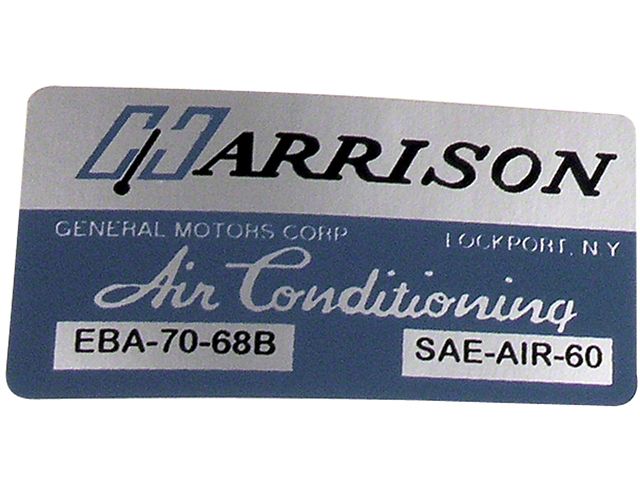 HARRISON
GENERAL MOTORS CORP LOCKPORT, N Y
Air Conditioning
EBA-70-68B SAE-AIR-60